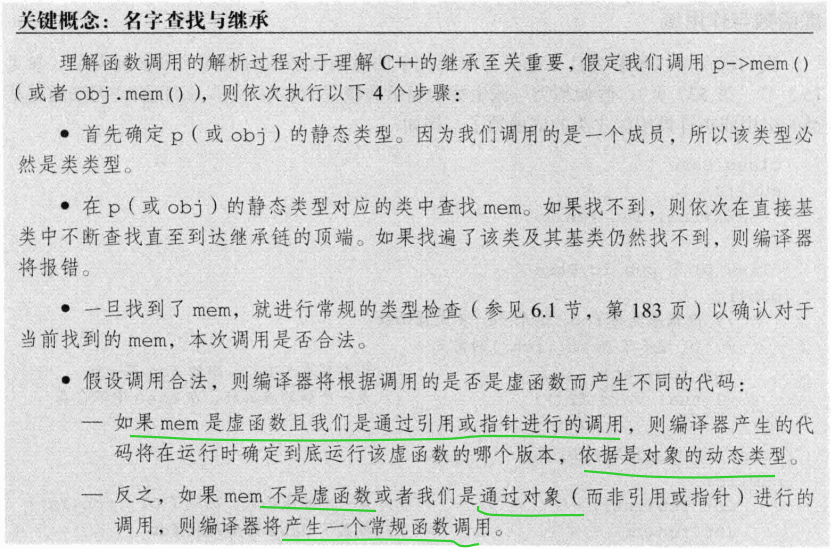 关键概念：名字查找与继承
理解函数调用的解析过程对于理解 C++的继承至关重要，假定我们调用 p->mem()
（或者 obj.mem()），则依次执行以下 4 个步骤：
● 首先确定 p（或 obj）的静态类型。因为我们调用的是一个成员，所以该类型必
然是类类型。
● 在 p（或 obj）的静态类型对应的类中查找 mem。如果找不到，则依次在直接基
类中不断查找直至到达继承链的顶端。如果找遍了该类及其基类仍然找不到，则编译器
将报错。
● 一旦找到了 mem，就进行常规的类型检查（参见 6.1 节，第 183 页）以确认对于
当前找到的 mem，本次调用是否合法。
● 假设调用合法，则编译器将根据调用的是否是虚函数而产生不同的代码：
— 如果 mem 是虚函数且我们是通过引用或指针进行的调用，则编译器产生的代
码将在运行时确定到底运行该虚函数的哪个版本，依据是对象的动态类型。
— 反之，如果 mem 不是虚函数或者我们是通过对象（而非引用或指针）进行的
调用，则编译器将产生一个常规函数调用。